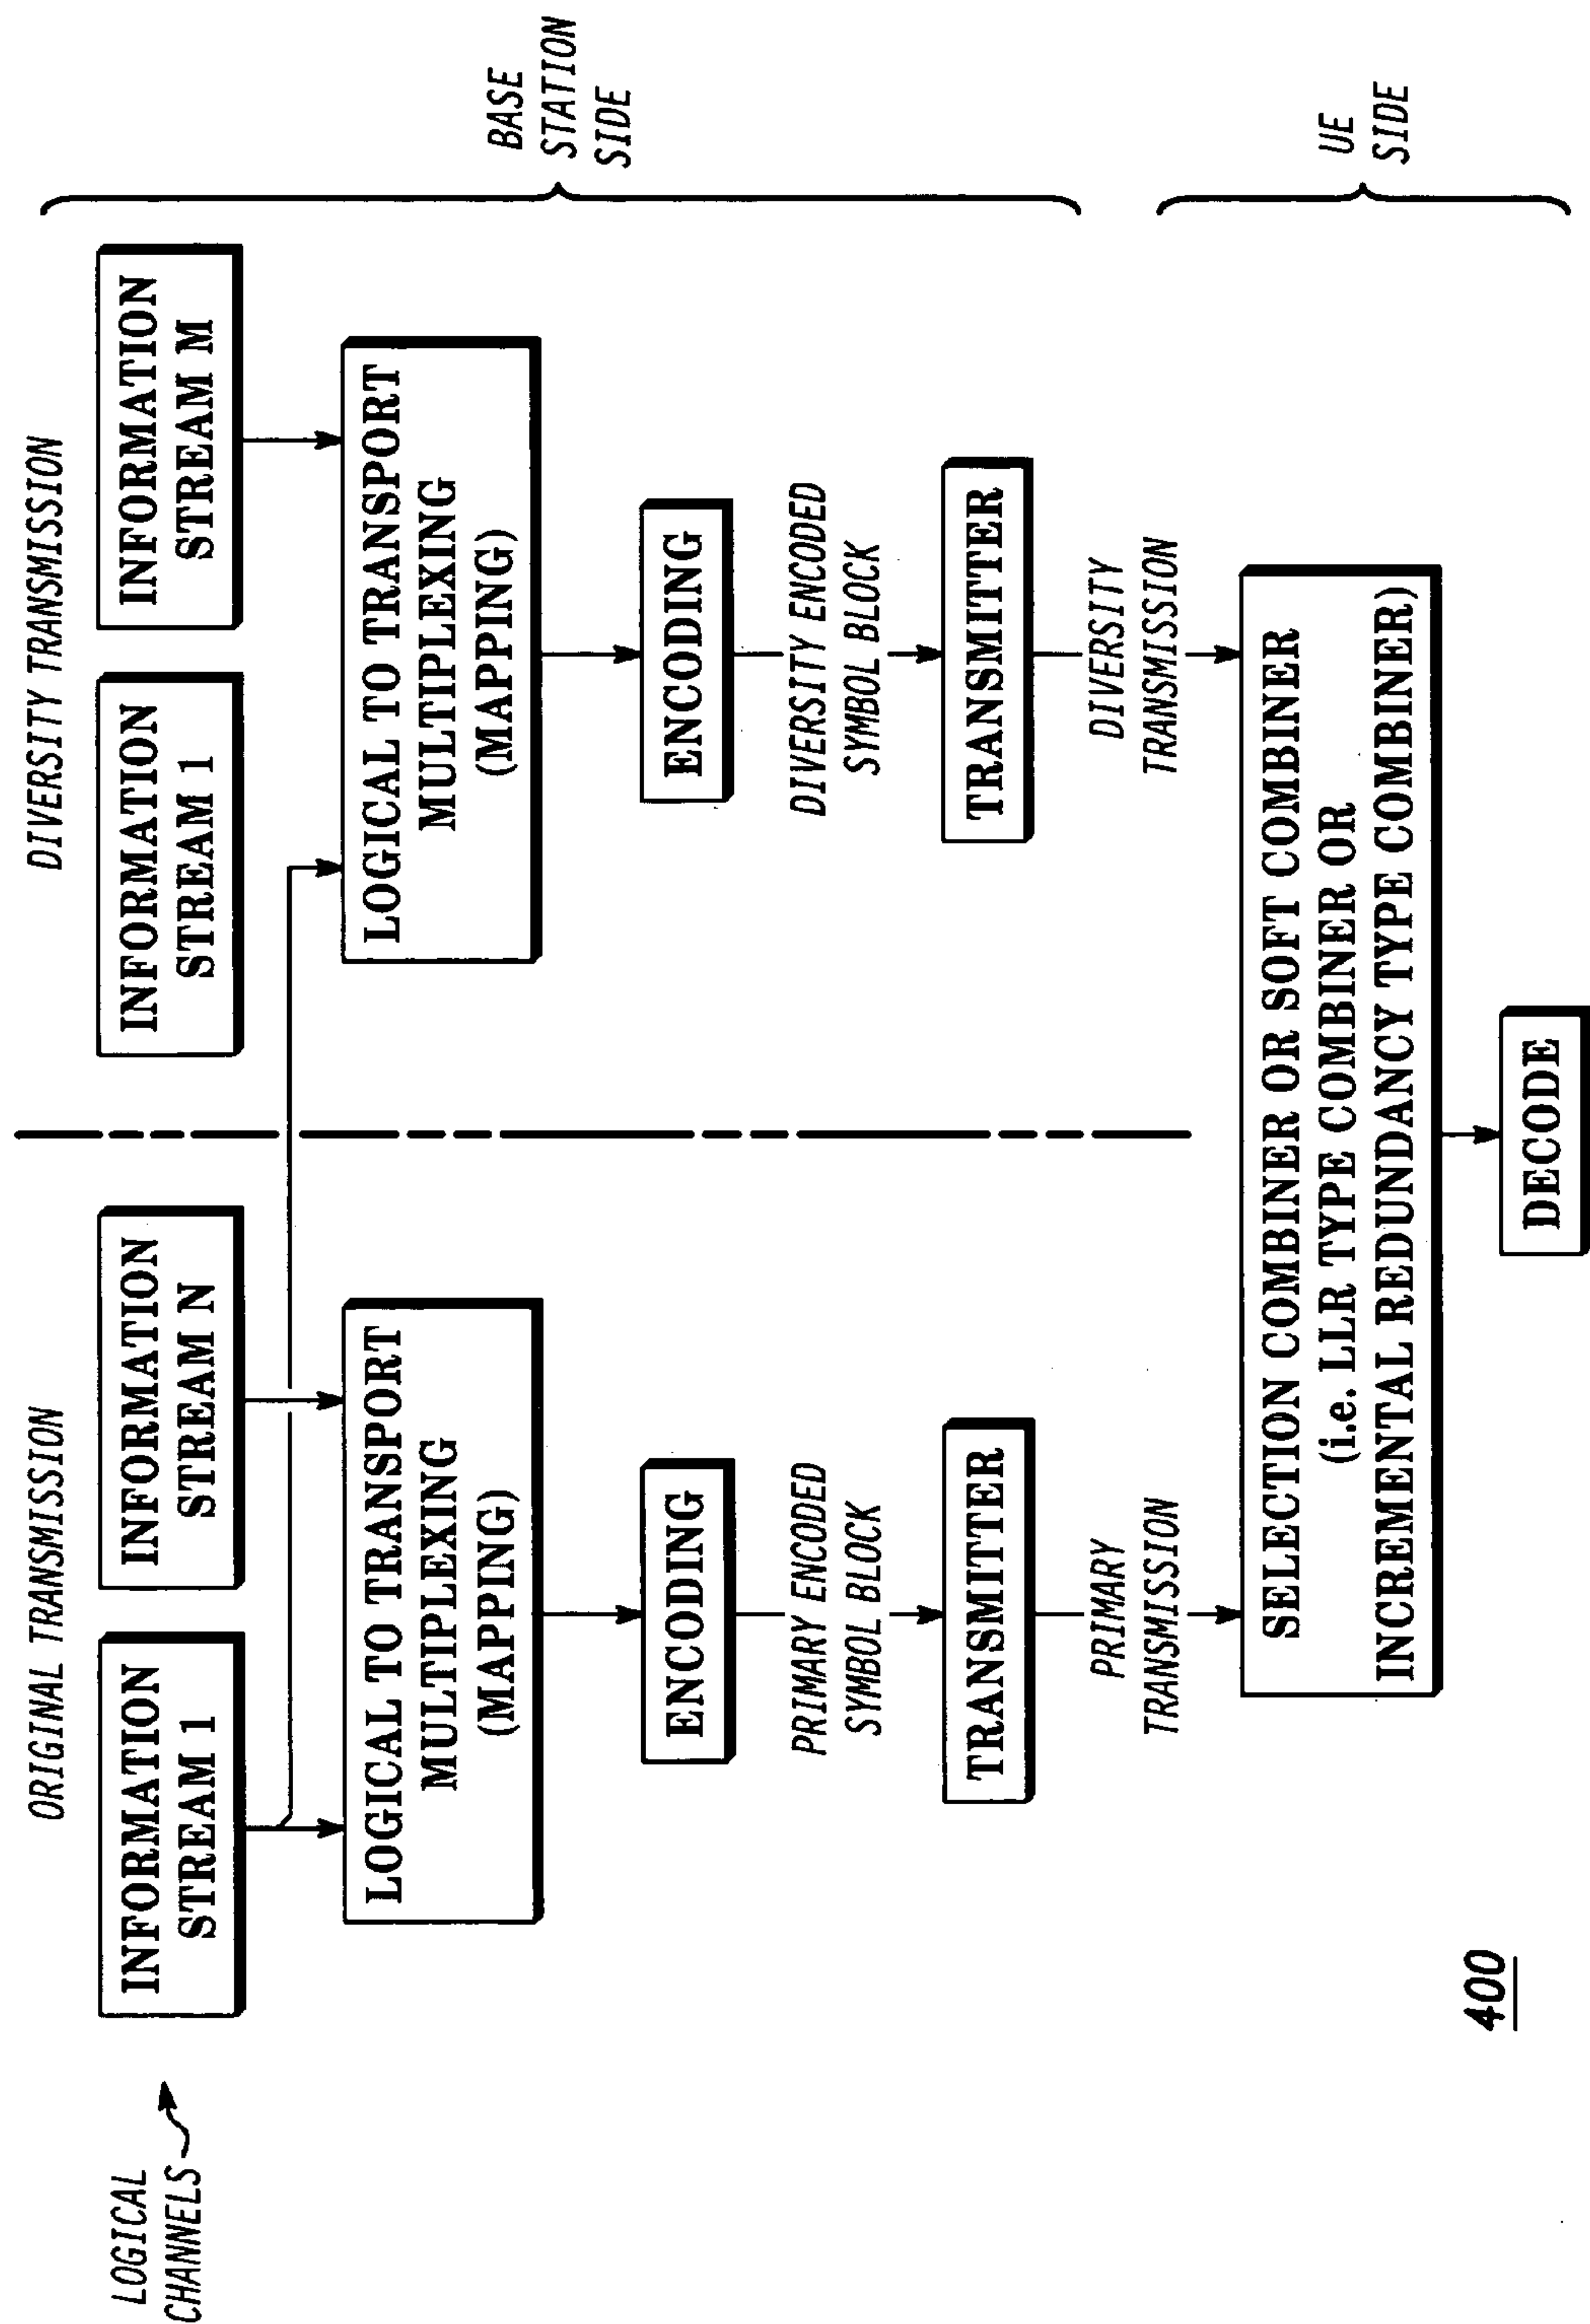 LOGICAL
CHANNELS
ORIGINAL TRANSMISSION
DIVERSITY TRANSMISSION
INFORMATION
STREAM 1
INFORMATION
STREAM N
INFORMATION
STREAM 1
INFORMATION
STREAM M
LOGICAL TO TRANSPORT
MULTIPLEXING
(MAPPING)
LOGICAL TO TRANSPORT
MULTIPLEXING
(MAPPING)
BASE
STATION
SIDE
ENCODING
ENCODING
PRIMARY ENCODED
SYMBOL BLOCK
DIVERSITY ENCODED
SYMBOL BLOCK
TRANSMITTER
TRANSMITTER
PRIMARY
TRANSMISSION
DIVERSITY
TRANSMISSION
SELECTION COMBINER OR SOFT COMBINER
(i.e. LLR TYPE COMBINER OR
INCREMENTAL REDUNDANCY TYPE COMBINER)
UE
SIDE
DECODE
400